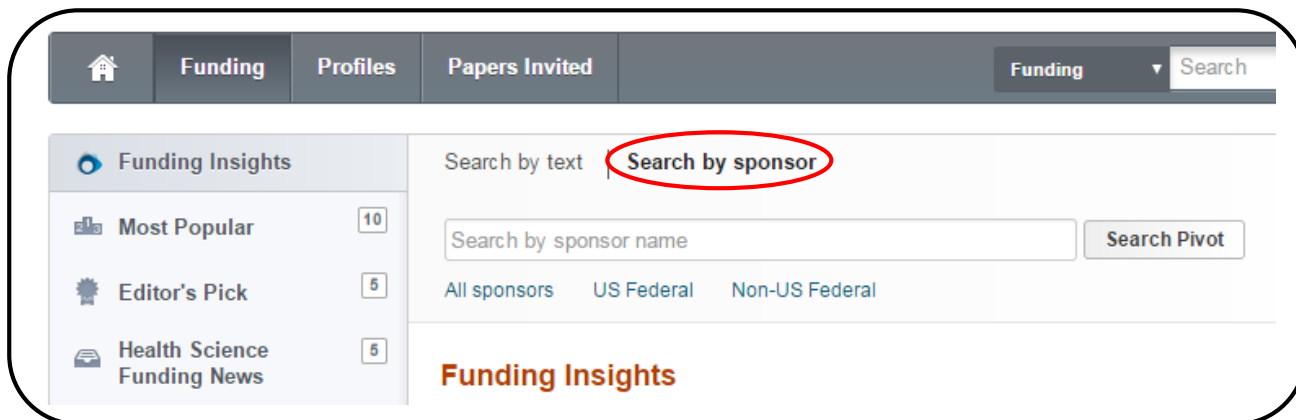 Funding Profiles Papers Invited Funding Search
Funding Insights
Search by text Search by sponsor
Most Popular 10
Search by sponsor name Search Pivot
Editor's Pick 5
All sponsors US Federal Non-US Federal
Health Science 5
Funding News
Funding Insights